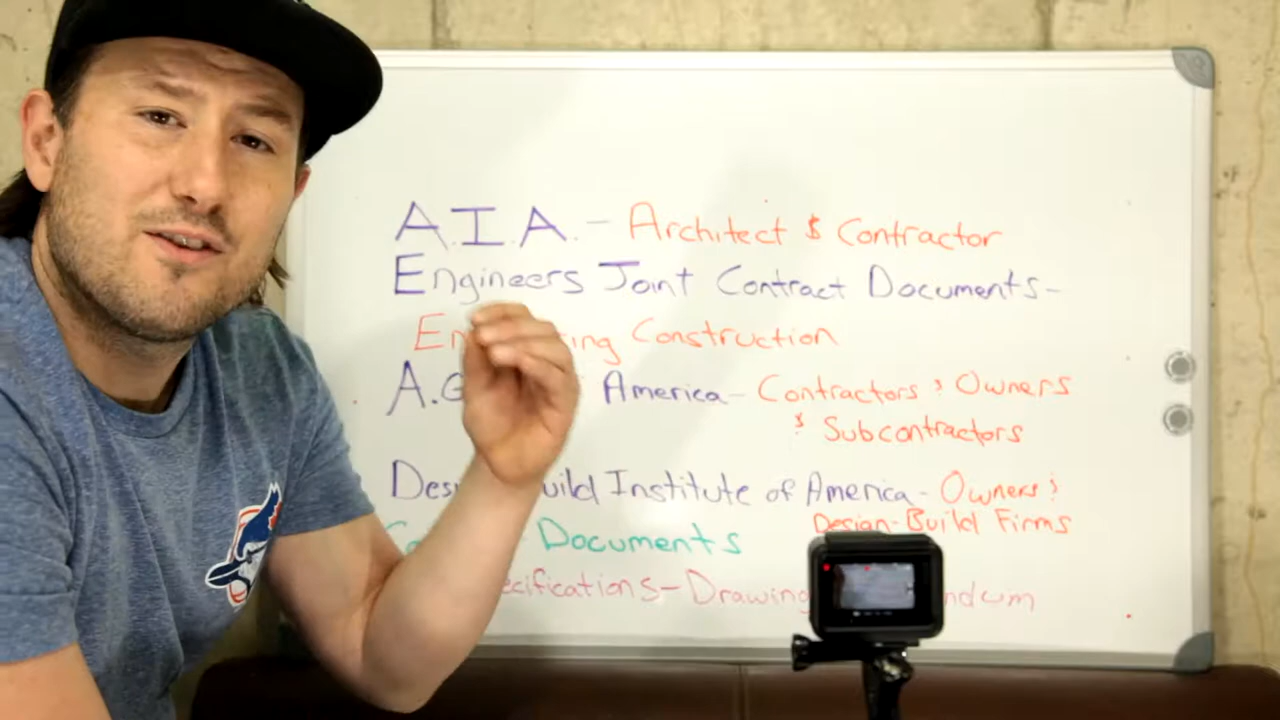 A.I.A. - Architect & Contractor
Engineers Joint Contract Documents -
Construction
America - Contractors & Owners
& Subcontractors
Institute of America - Owners &
Design-Build Firms
Documents